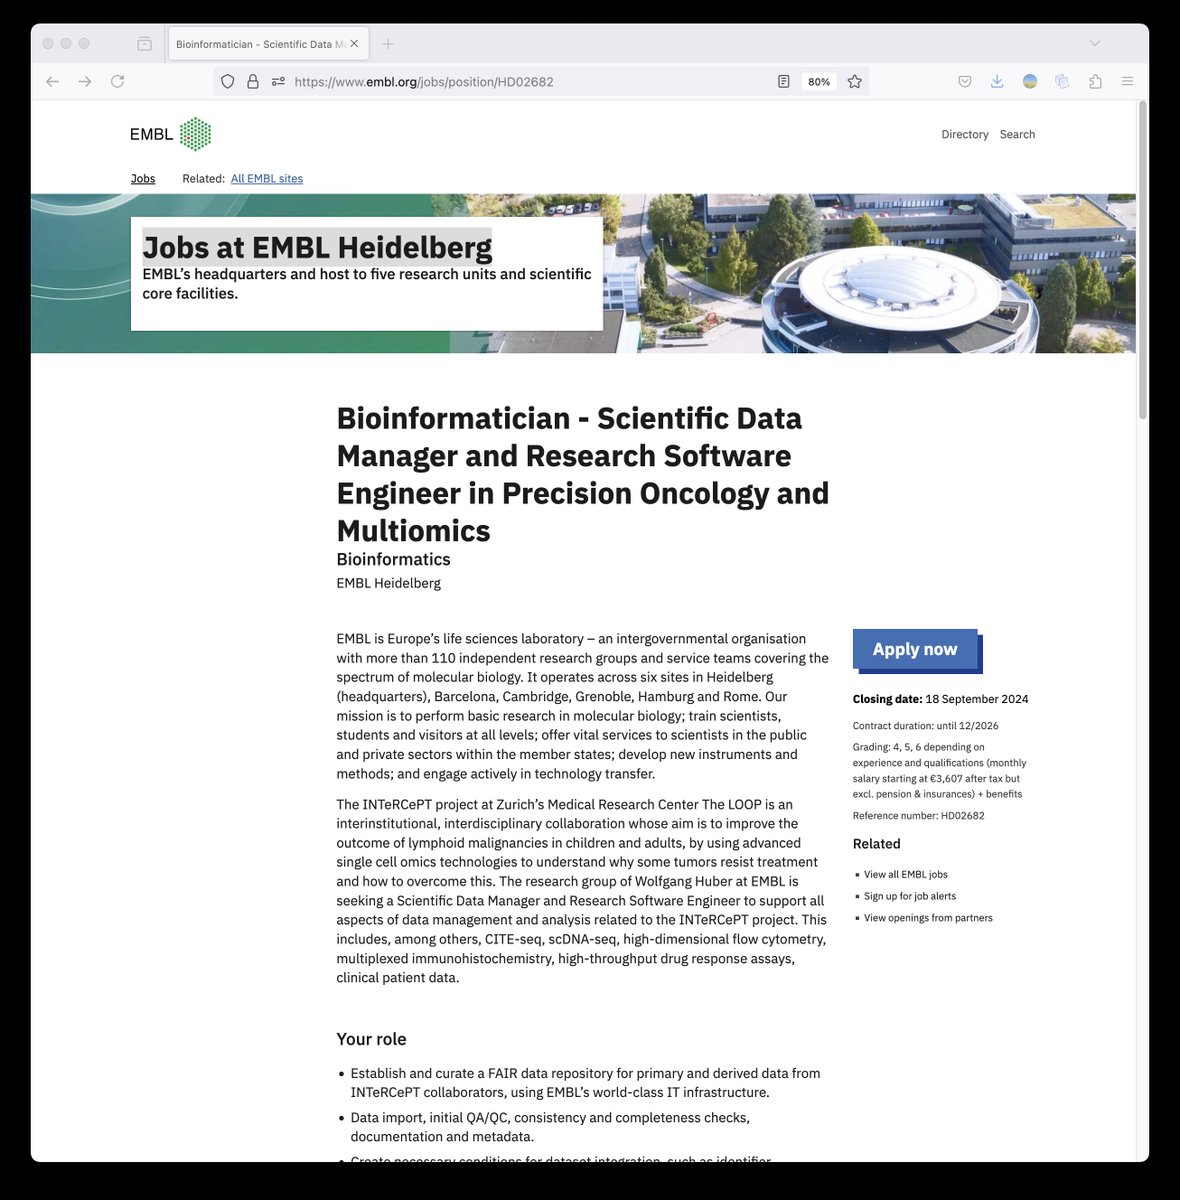 Bioinformatician - Scientific Data Ma
https://www.embl.org/jobs/position/HD02682
80%
EMBL
Directory Search
Jobs Related: All EMBL sites
Jobs at EMBL Heidelberg
EMBL's headquarters and host to five research units and scientific
core facilities.
Bioinformatician - Scientific Data
Manager and Research Software
Engineer in Precision Oncology and
Multiomics
Bioinformatics
EMBL Heidelberg
EMBL is Europe's life sciences laboratory – an intergovernmental organisation
with more than 110 independent research groups and service teams covering the
spectrum of molecular biology. It operates across six sites in Heidelberg
(headquarters), Barcelona, Cambridge, Grenoble, Hamburg and Rome. Our
mission is to perform basic research in molecular biology; train scientists,
students and visitors at all levels; offer vital services to scientists in the public
and private sectors within the member states; develop new instruments and
methods; and engage actively in technology transfer.
The INTeRCePT project at Zurich's Medical Research Center The LOOP is an
interinstitutional, interdisciplinary collaboration whose aim is to improve the
outcome of lymphoid malignancies in children and adults, by using advanced
single cell omics technologies to understand why some tumors resist treatment
and how to overcome this. The research group of Wolfgang Huber at EMBL is
seeking a Scientific Data Manager and Research Software Engineer to support all
aspects of data management and analysis related to the INTeRCePT project. This
includes, among others, CITE-seq, scDNA-seq, high-dimensional flow cytometry,
multiplexed immunohistochemistry, high-throughput drug response assays,
clinical patient data.
Your role
• Establish and curate a FAIR data repository for primary and derived data from
INTeRCePT collaborators, using EMBL's world-class IT infrastructure.
• Data import, initial QA/QC, consistency and completeness checks,
documentation and metadata.
• Create necessary conditions for dataset integration, such as identifier
Apply now
Closing date: 18 September 2024
Contract duration: until 12/2026
Grading: 4, 5, 6 depending on
experience and qualifications (monthly
salary starting at €3,607 after tax but
excl. pension & insurances) + benefits
Reference number: HD02682
Related
▪ View all EMBL jobs
▪ Sign up for job alerts
▪ View openings from partners